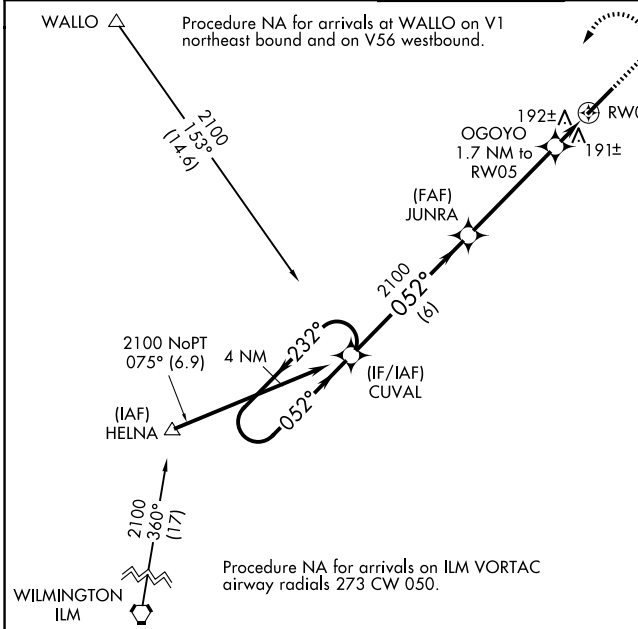 WALLO
Procedure NA for arrivals at WALLO on V1
northeast bound and on V56 westbound.
2100
153°
(14.6)
192±
RW0
OGOYO
1.7 NM to
RW05
191±
(FAF)
JUNRA
2100
052°
(6)
2100 NoPT
075° (6.9)
4 NM
232°
052°
(IF/IAF)
CUVAL
(IAF)
HELNA
2100
360°
(17)
Procedure NA for arrivals on ILM VORTAC
airway radials 273 CW 050.
WILMINGTON
ILM